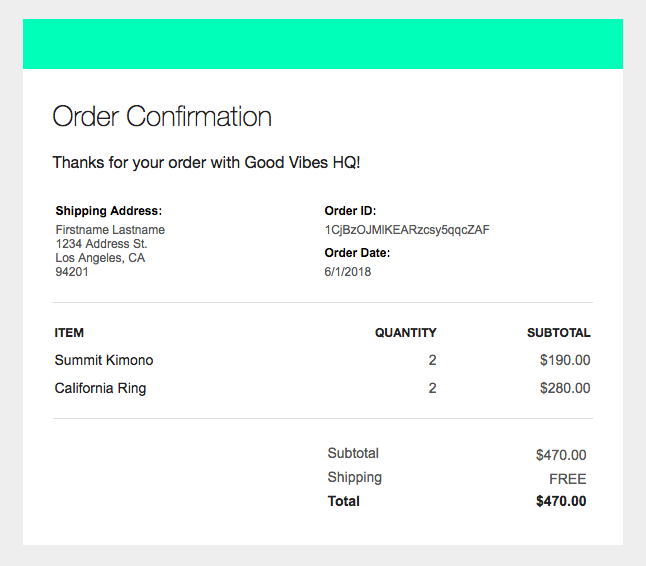 Order Confirmation
Thanks for your order with Good Vibes HQ!
Shipping Address:
Firstname Lastname
1234 Address St.
Los Angeles, CA
94201
Order ID:
1CjBzOJMlKEARzcsy5qqcZAF
Order Date:
6/1/2018
ITEM QUANTITY SUBTOTAL
Summit Kimono 2 $190.00
California Ring 2 $280.00
Subtotal $470.00
Shipping FREE
Total $470.00